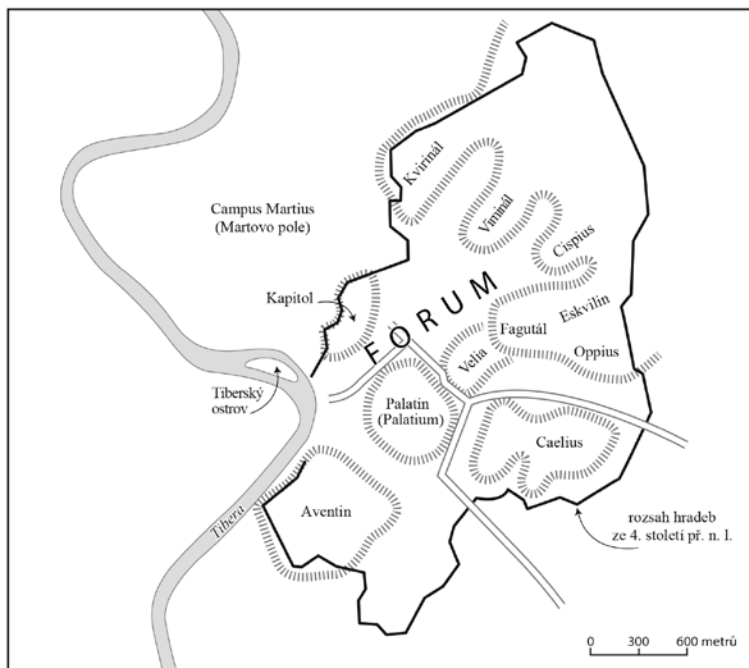 Kvirinál
Viminál
Campus Martius
(Martovo pole)
Cispius
Kapitol
FORUM
Eskvilin
Fagutál
Velia
Oppius
Tiberský
ostrov
Palatin
(Palatium)
Caelius
Aventin
Tibera
rozsah hradeb
ze 4. století př. n. l.
0 300 600 metrů